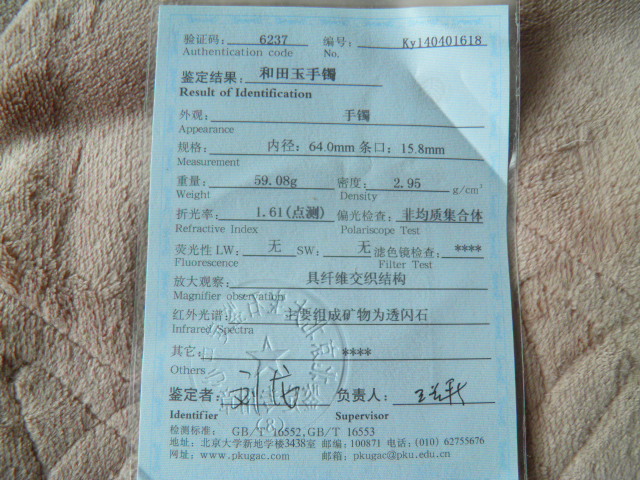 验证码: 6237 编号: Ky140401618
Authentication code No.
鉴定结果: 和田玉手镯
Result of Identification
外观: 手镯
Appearance
规格: 内径: 64.0mm 条口: 15.8mm
Measurement
重量: 59.08g 密度: 2.95 g/cm³
Weight Density
折光率: 1.61(点测) 偏光检查: 非均质集合体
Refractive Index Polariscope Test
荧光性 LW: 无 SW: 无 滤色镜检查: ****
Fluorescence Filter Test
放大观察: 具纤维交织结构
Magnifier observation
红外光谱: 主要组成矿物为透闪石
Infrared Spectra
其它: ****
Others
鉴定者: 负责人:
Identifier Supervisor
检测标准: GB/T 16552,GB/T 16553
地址: 北京大学新地学楼3438室 邮编: 100871 电话: (010) 62755676
网址: www.pkugac.com 邮箱: pkugac@pku.edu.cn